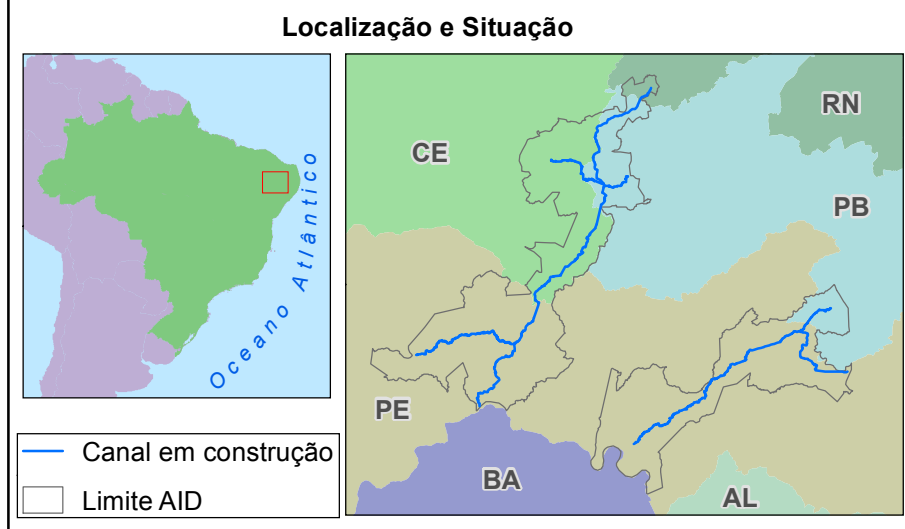 Localização e Situação
Oceano Atlântico
CE
RN
PB
PE
BA
AL
Canal em construção
Limite AID